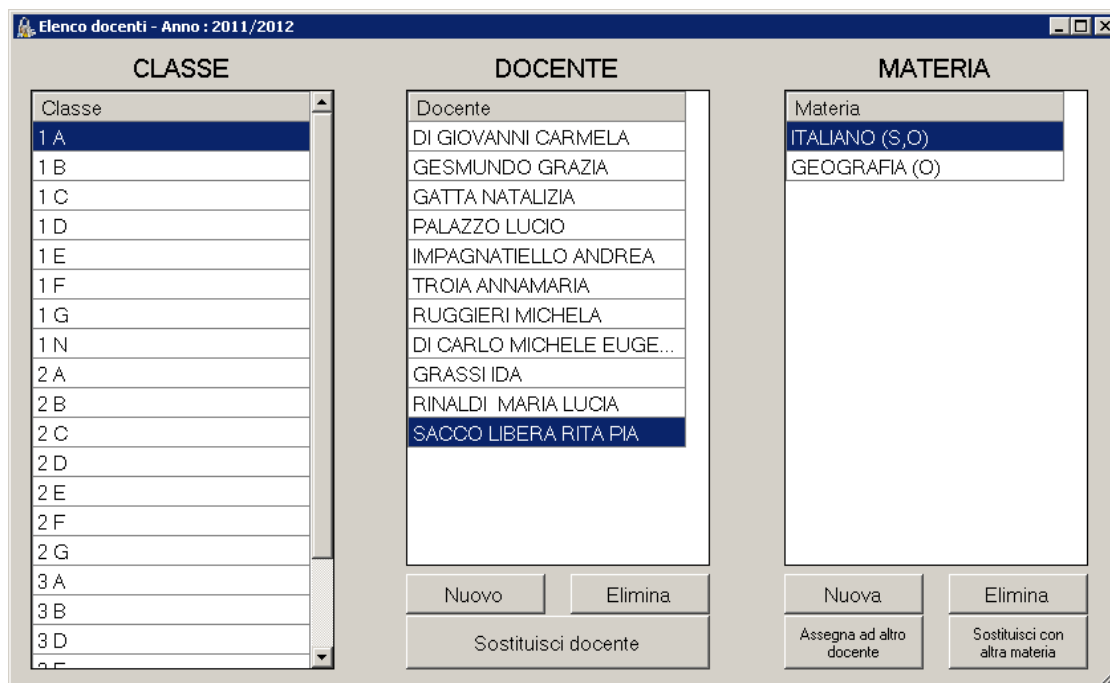 Elenco docenti - Anno : 2011/2012
CLASSE
Classe
1 A
1 B
1 C
1 D
1 E
1 F
1 G
1 N
2 A
2 B
2 C
2 D
2 E
2 F
2 G
3 A
3 B
3 D
DOCENTE
Docente
DI GIOVANNI CARMELA
GESMUNDO GRAZIA
GATTA NATALIZIA
PALAZZO LUCIO
IMPAGNATIELLO ANDREA
TROIA ANNAMARIA
RUGGIERI MICHELA
DI CARLO MICHELE EUGE...
GRASSI IDA
RINALDI  MARIA LUCIA
SACCO LIBERA RITA PIA
Nuovo
Elimina
Sostituisci docente
MATERIA
Materia
ITALIANO (S,O)
GEOGRAFIA (O)
Nuova
Elimina
Assegna ad altro
docente
Sostituisci con
altra materia